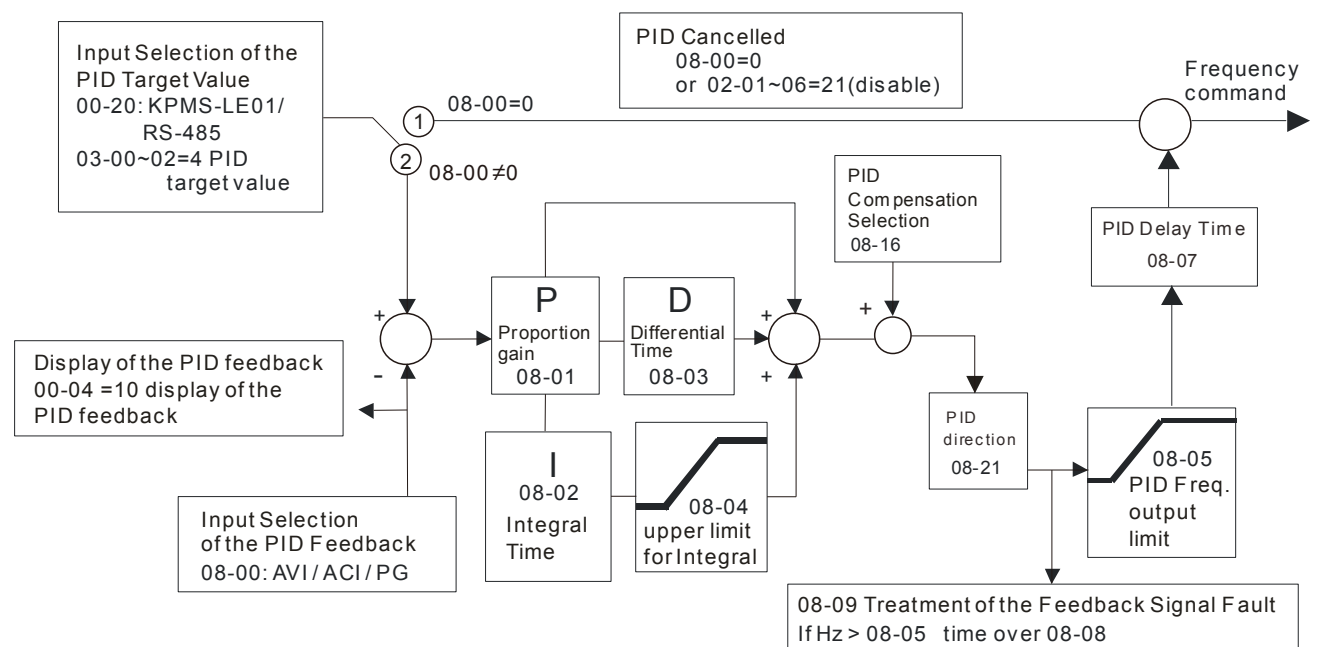 Input Selection of the
PID Target Value
00-20: KPMS-LE01/
RS-485
03-00~02=4 PID
target value
08-00=0
1
2
08-00≠0
PID Cancelled
08-00=0
or 02-01~06=21(disable)
Frequency
command
PID
Compensation
Selection
08-16
PID Delay Time
08-07
+
-
P
Proportion
gain
08-01
D
Differential
Time
08-03
+
+
+
Display of the PID feedback
00-04 =10 display of the
PID feedback
I
08-02
Integral
Time
08-04
upper limit
for Integral
PID
direction
08-21
08-05
PID Freq.
output
limit
Input Selection
of the PID Feedback
08-00: AVI / ACI / PG
08-09 Treatment of the Feedback Signal Fault
If Hz > 08-05 time over 08-08